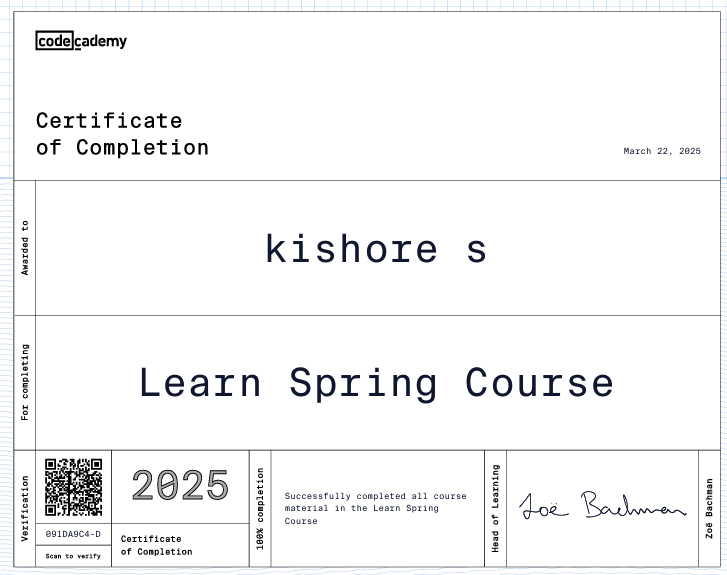 codecademy
Certificate
of Completion
March 22, 2025
Awarded to
kishore s
For completing
Learn Spring Course
Verification
091DA9C4-D
Scan to verify
2025
Certificate
of Completion
100% completion
Successfully completed all course
material in the Learn Spring
Course
Head of Learning
Zoë Bachman
Zoë Bachman